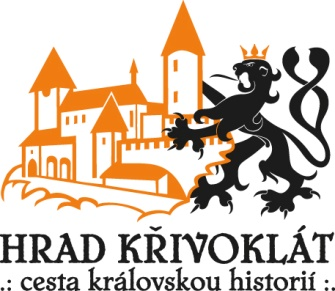 HRAD KŘIVOKLÁT
.: cesta královskou historií :.